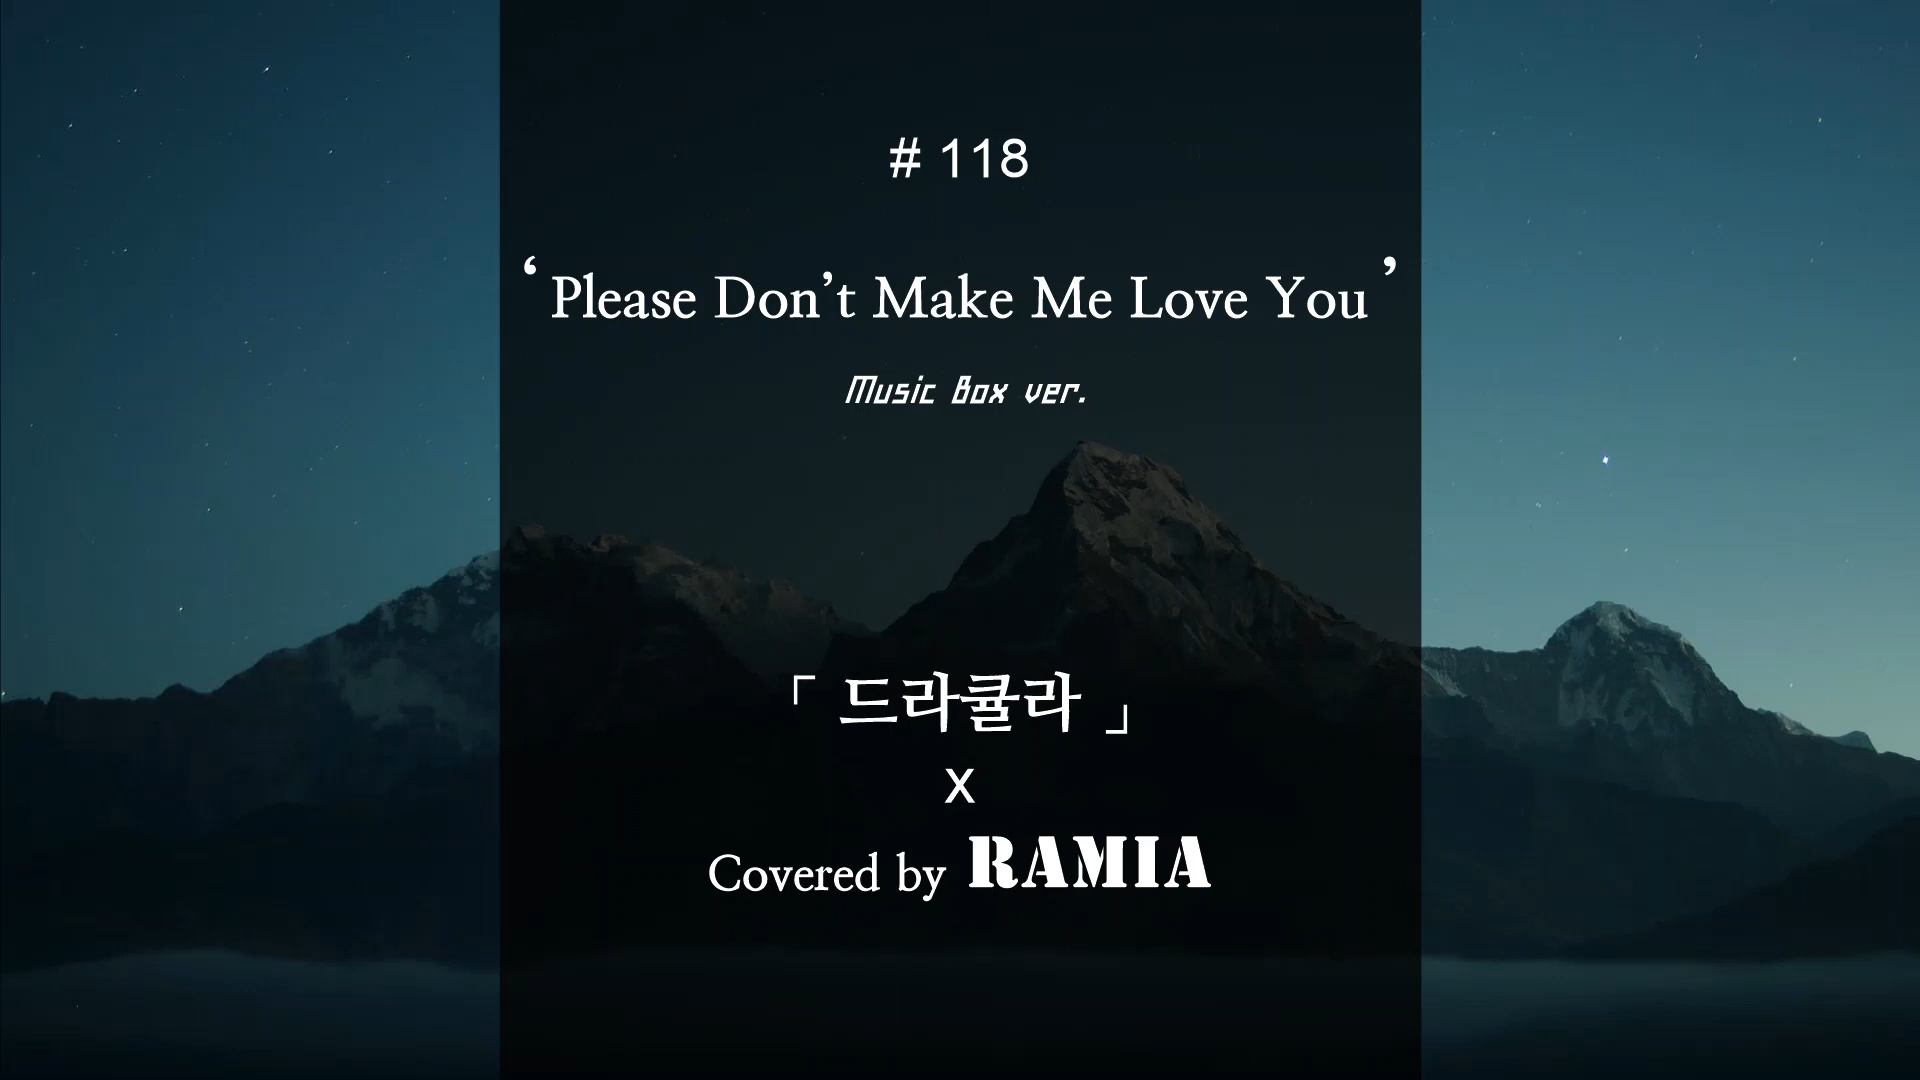 # 118
‘ Please Don’t Make Me Love You ’
Music Box ver.
「 드라큘라 」
x
Covered by RAMIA